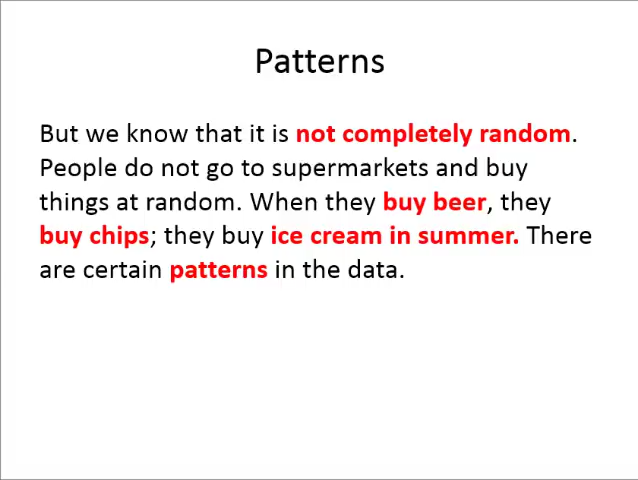 Patterns
But we know that it is not completely random.
People do not go to supermarkets and buy
things at random. When they buy beer, they
buy chips; they buy ice cream in summer. There
are certain patterns in the data.